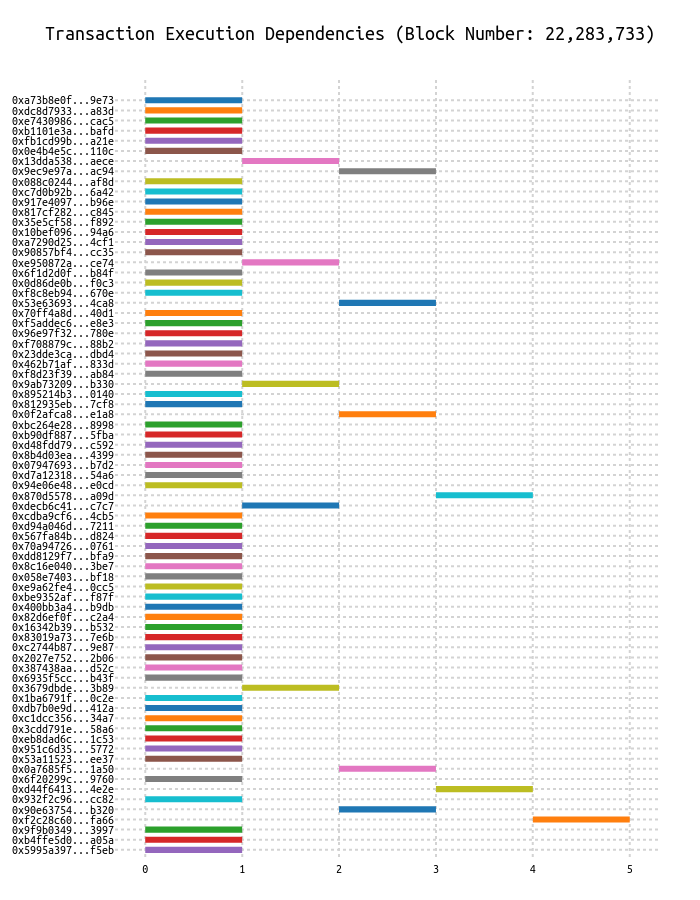 Transaction Execution Dependencies (Block Number: 22,283,733)
0xa73b8e0f...9e73
0xdc8d7933...a83d
0xe7430986...cac5
0xb1101e3a...bafd
0xfb1cd99b...a21e
0x0e4b4e5c...110c
0x13dda538...aece
0x9ec9e97a...ac94
0x088c0244...af8d
0xc7d0b92b...6a42
0x917e4097...b96e
0x817cf282...c845
0x35e5cf58...f892
0x10bef096...94a6
0xa7290d25...4cf1
0x90857bf4...cc35
0xe950872a...ce74
0x6f1d2d0f...b84f
0x0d86de0b...f0c3
0xf8c8eb94...670e
0x53e63693...4ca8
0x70ff4a8d...40d1
0xf5addec6...e8e3
0x96e97f32...780e
0xf708879c...88b2
0x23dde3ca...dbd4
0x462b71af...833d
0xf8d23f39...ab84
0x9ab73209...b330
0x895214b3...0140
0x812935eb...7cf8
0x0f2afca8...e1a8
0xbc264e28...8998
0xb90df887...5fba
0xd48fdd79...c592
0x8b4d03ea...4399
0x07947693...b7d2
0xd7a12318...54a6
0x94e06e48...e0cd
0x870d5578...a09d
0xdecb6c41...c7c7
0xcdba9cf6...4cb5
0xd94a046d...7211
0x567fa84b...d824
0x70a94726...0761
0xdd8129f7...bfa9
0x8c16e040...3be7
0x058e7403...bf18
0xe9a62fe4...0cc5
0xbe9352af...f87f
0x400bb3a4...b9db
0x82d6ef0f...c2a4
0x16342b39...b532
0x83019a73...7e6b
0xc2744b87...9e87
0x2027e752...2b06
0x387438aa...d52c
0x6935f5cc...b43f
0x3679dbde...3b89
0x1ba6791f...0c2e
0xdb7b0e9d...412a
0xc1dcc356...34a7
0x3cdd791e...58a6
0xeb8dad6c...1c53
0x951c6d35...5772
0x53a11523...ee37
0x0a7685f5...1a50
0x6f20299c...9760
0xd44f6413...4e2e
0x932f2c96...cc82
0x90e63754...b320
0xf2c28c60...fa66
0x9f9b0349...3997
0xb4ffe5d0...a05a
0x5995a397...f5eb
0 1 2 3 4 5